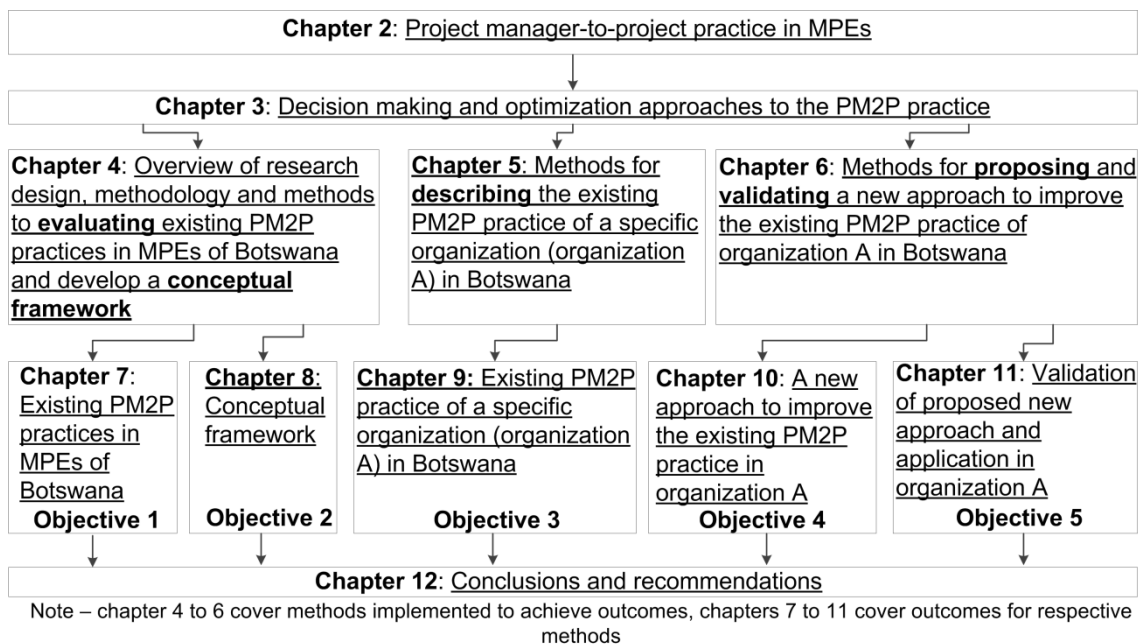 Chapter 2: Project manager-to-project practice in MPEs
Chapter 3: Decision making and optimization approaches to the PM2P practice
Chapter 4: Overview of research
design, methodology and methods
to evaluating existing PM2P
practices in MPEs of Botswana
and develop a conceptual
framework
Chapter 5: Methods for
describing the existing
PM2P practice of a specific
organization (organization
A) in Botswana
Chapter 6: Methods for proposing and
validating a new approach to improve
the existing PM2P practice of
organization A in Botswana
Chapter 7:
Existing PM2P
practices in
MPEs of
Botswana
Objective 1
Chapter 8:
Conceptual
framework
Objective 2
Chapter 9: Existing PM2P
practice of a specific
organization (organization
A) in Botswana
Objective 3
Chapter 10: A new
approach to improve
the existing PM2P
practice in
organization A
Objective 4
Chapter 11: Validation
of proposed new
approach and
application in
organization A
Objective 5
Chapter 12: Conclusions and recommendations
Note – chapter 4 to 6 cover methods implemented to achieve outcomes, chapters 7 to 11 cover outcomes for respective
methods